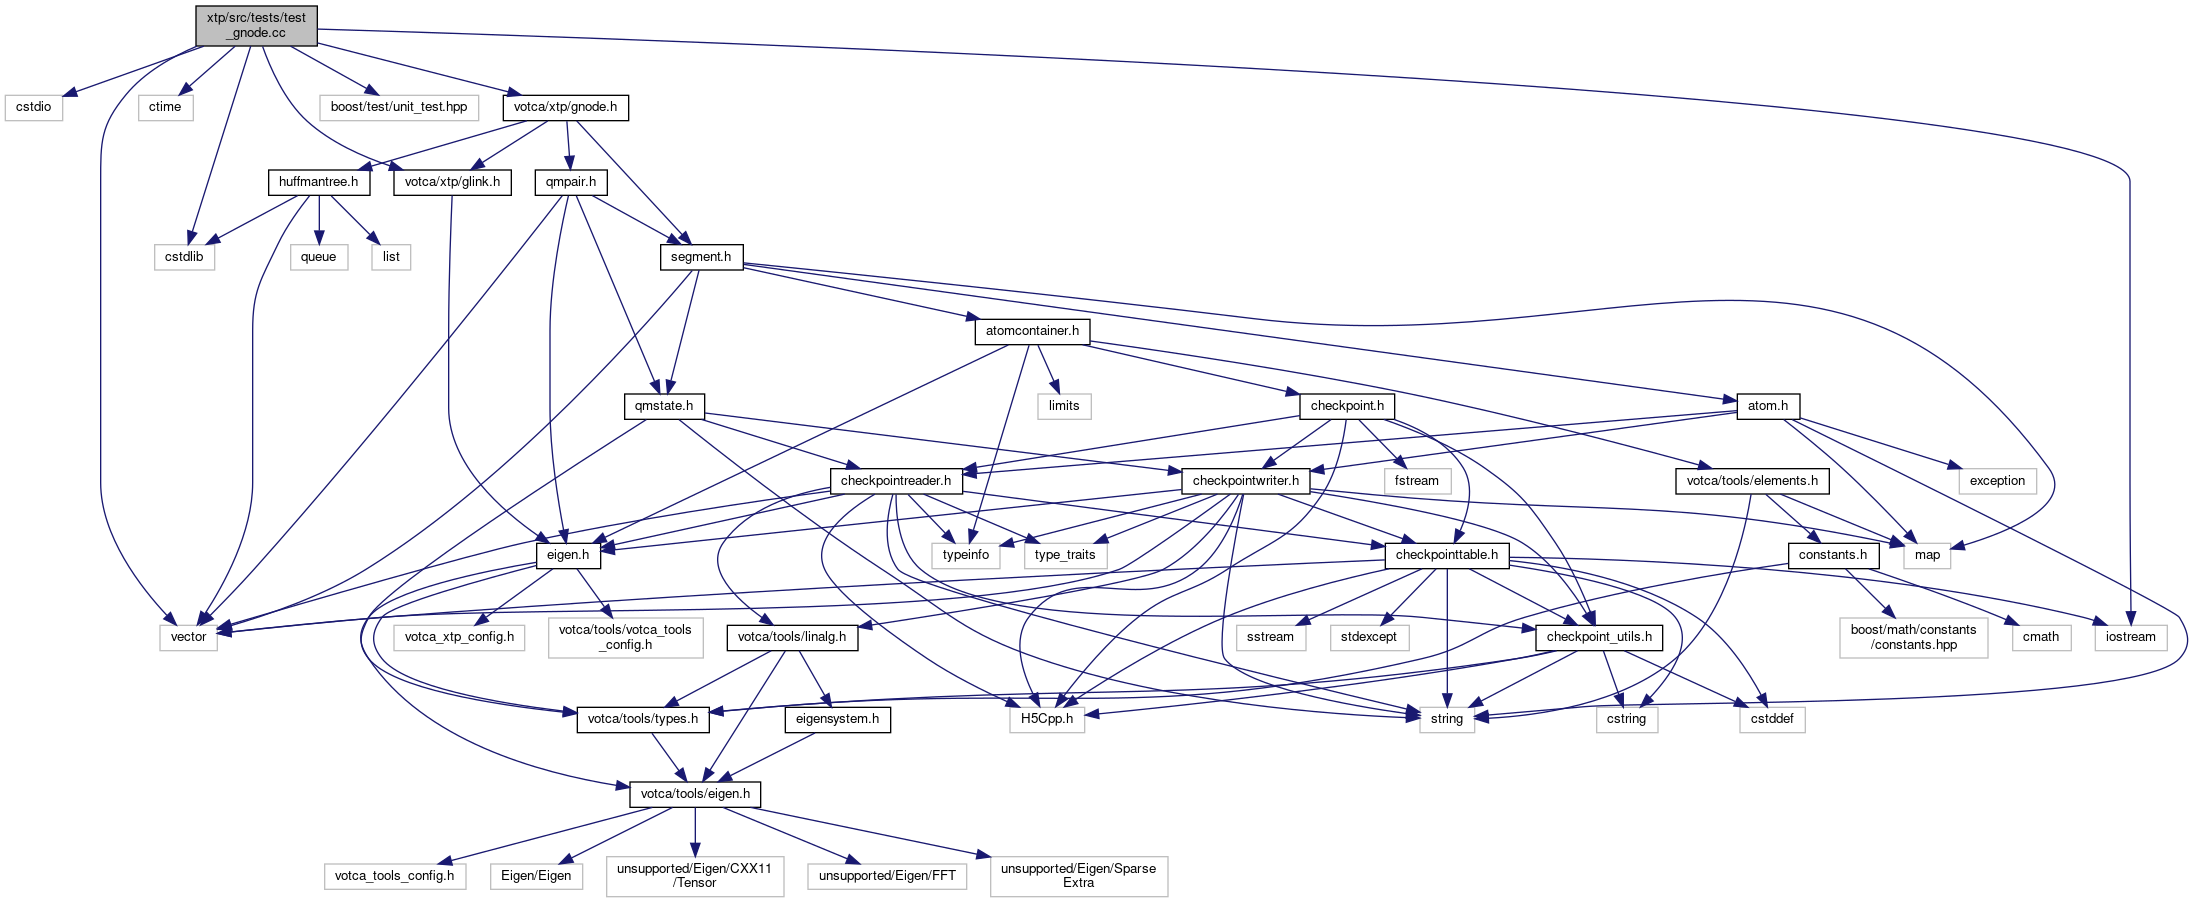 xtp/src/tests/test
_gnode.cc
cstdio
ctime
boost/test/unit_test.hpp
votca/xtp/gnode.h
huffmantree.h
votca/xtp/glink.h
qmpair.h
cstdlib
queue
list
segment.h
atomcontainer.h
qmstate.h
limits
checkpoint.h
atom.h
checkpointreader.h
checkpointwriter.h
fstream
votca/tools/elements.h
exception
eigen.h
typeinfo
type_traits
checkpointtable.h
constants.h
map
vector
votca_xtp_config.h
votca/tools/votca_tools
_config.h
votca/tools/linalg.h
sstream
stdexcept
checkpoint_utils.h
boost/math/constants
/constants.hpp
cmath
iostream
votca/tools/types.h
eigensystem.h
H5Cpp.h
string
cstring
cstddef
votca/tools/eigen.h
votca_tools_config.h
Eigen/Eigen
unsupported/Eigen/CXX11
/Tensor
unsupported/Eigen/FFT
unsupported/Eigen/Sparse
Extra